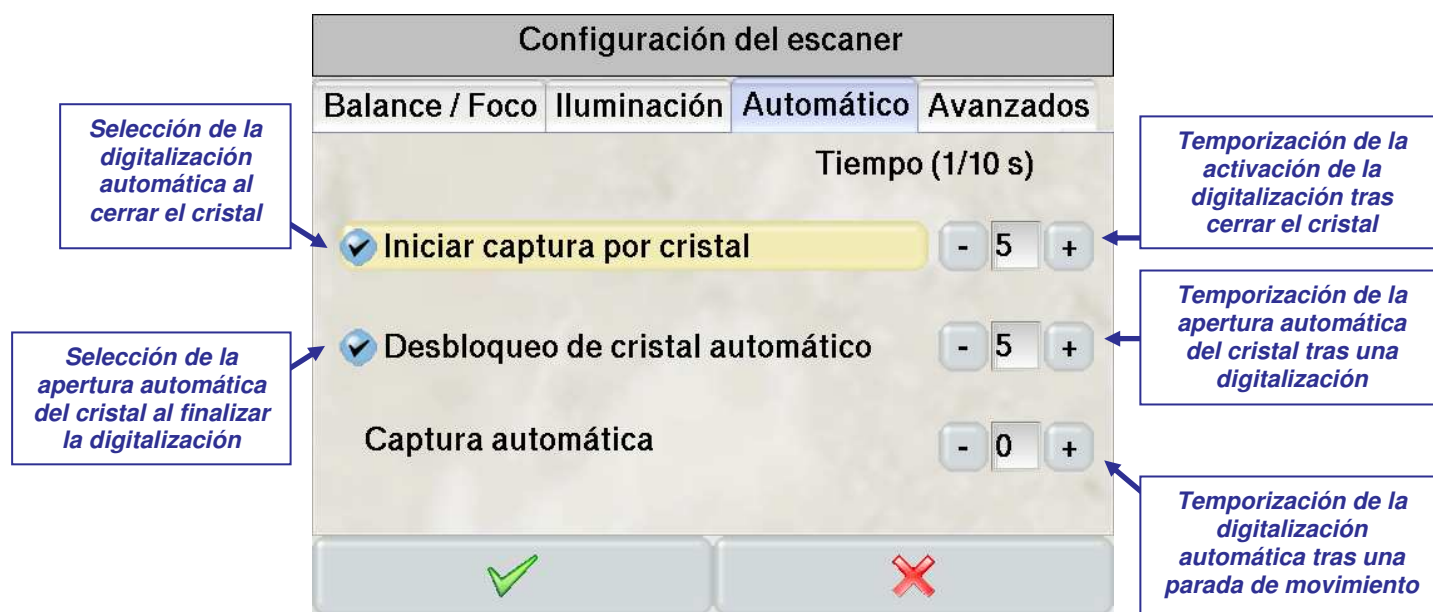 Configuración del escaner
Balance / Foco Iluminación Automático Avanzados
Tiempo (1/10 s)
Iniciar captura por cristal - 5 +
Desbloqueo de cristal automático - 5 +
Captura automática - 0 +
Selección de la
digitalización
automática al
cerrar el cristal
Selección de la
apertura automática
del cristal al finalizar
la digitalización
Temporización de la
activación de la
digitalización tras
cerrar el cristal
Temporización de la
apertura automática
del cristal tras una
digitalización
Temporización de la
digitalización
automática tras una
parada de movimiento